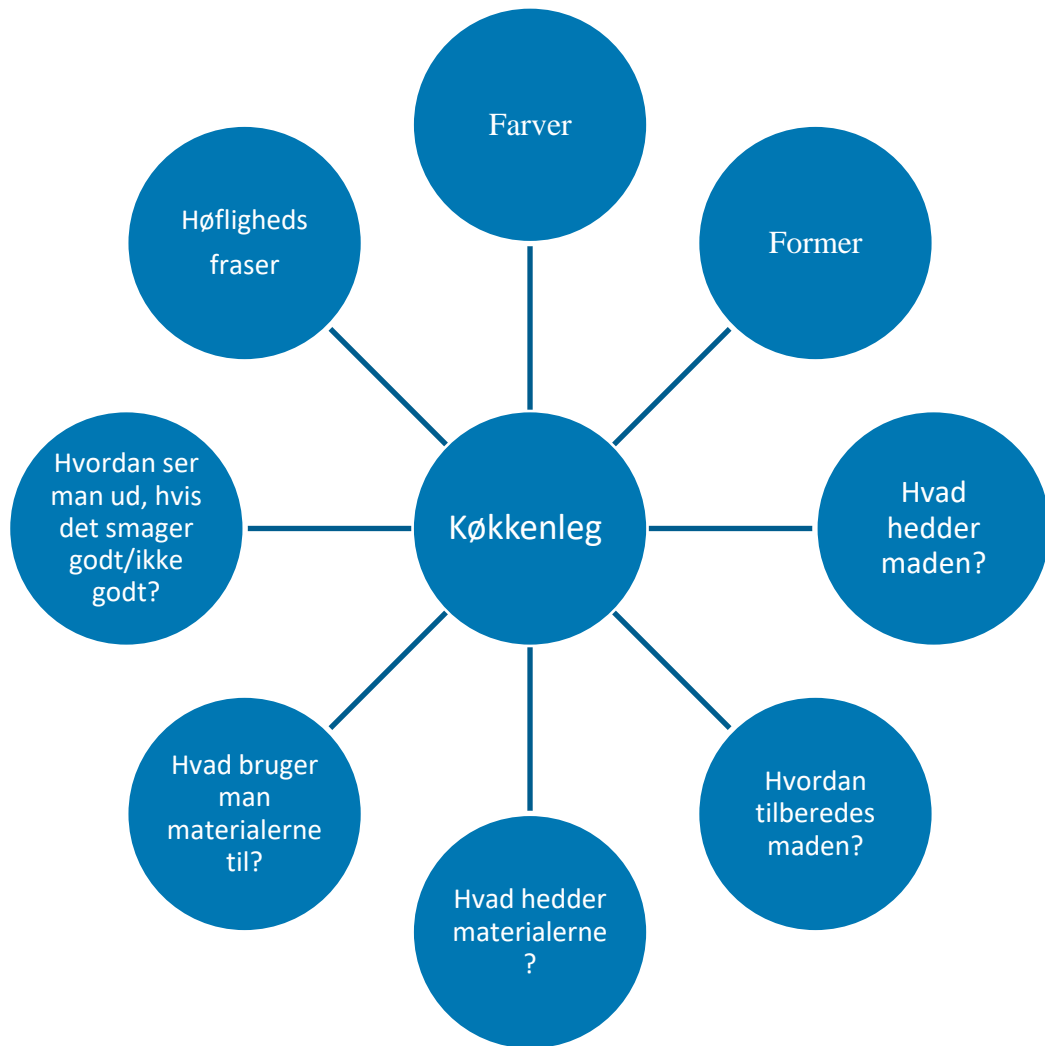 Farver
Former
Hvad
hedder
maden?
Hvordan
tilberedes
maden?
Hvad hedder
materialerne
?
Hvad bruger
man
materialerne
til?
Hvordan ser
man ud, hvis
det smager
godt/ikke
godt?
Høfligheds
fraser
Køkkenleg